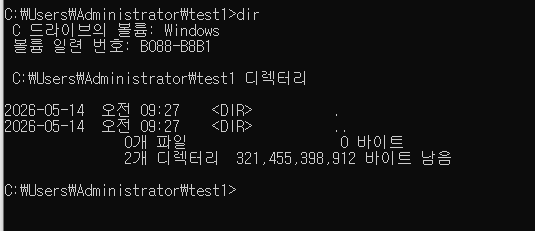 C:₩Users₩Administrator₩test1>dir
 C 드라이브의 볼륨: Windows
 볼륨 일련 번호: B088-B8B1

 C:₩Users₩Administrator₩test1 디렉터리

2026-05-14  오전 09:27    <DIR>          .
2026-05-14  오전 09:27    <DIR>          ..
               0개 파일                   0 바이트
               2개 디렉터리  321,455,398,912 바이트 남음

C:₩Users₩Administrator₩test1>